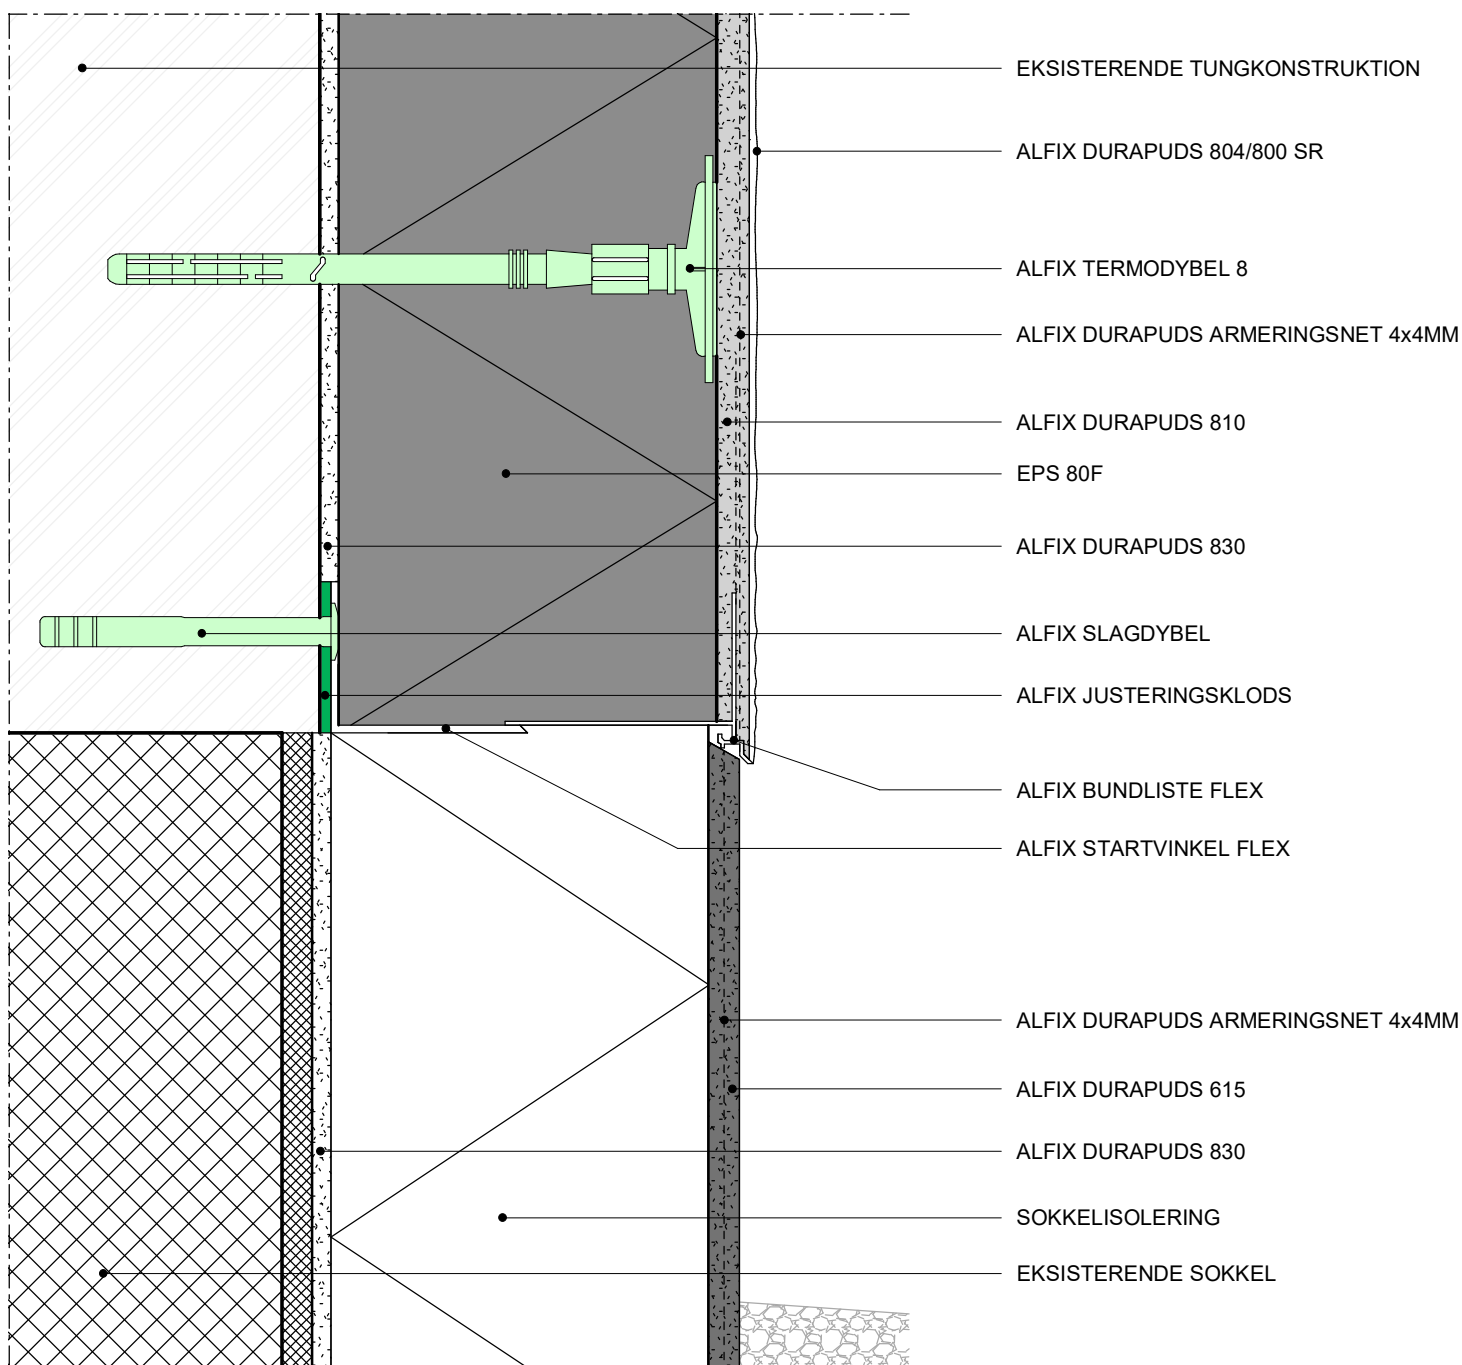 EKSISTERENDE TUNGKONSTRUKTION
ALFIX DURAPUDS 804/800 SR
ALFIX TERMODYBEL 8
ALFIX DURAPUDS ARMERINGSNET 4x4MM
ALFIX DURAPUDS 810
EPS 80F
ALFIX DURAPUDS 830
ALFIX SLAGDYBEL
ALFIX JUSTERINGSKLODS
ALFIX BUNDLISTE FLEX
ALFIX STARTVINKEL FLEX
ALFIX DURAPUDS ARMERINGSNET 4x4MM
ALFIX DURAPUDS 615
ALFIX DURAPUDS 830
SOKKELISOLERING
EKSISTERENDE SOKKEL